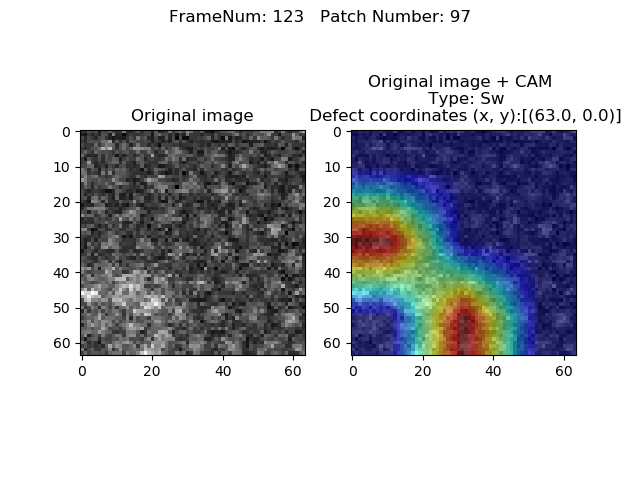 FrameNum: 123   Patch Number: 97
Original image
0
10
20
30
40
50
60
0 20 40 60
Original image + CAM
Type: Sw
Defect coordinates (x, y):[(63.0, 0.0)]
0
10
20
30
40
50
60
0 20 40 60